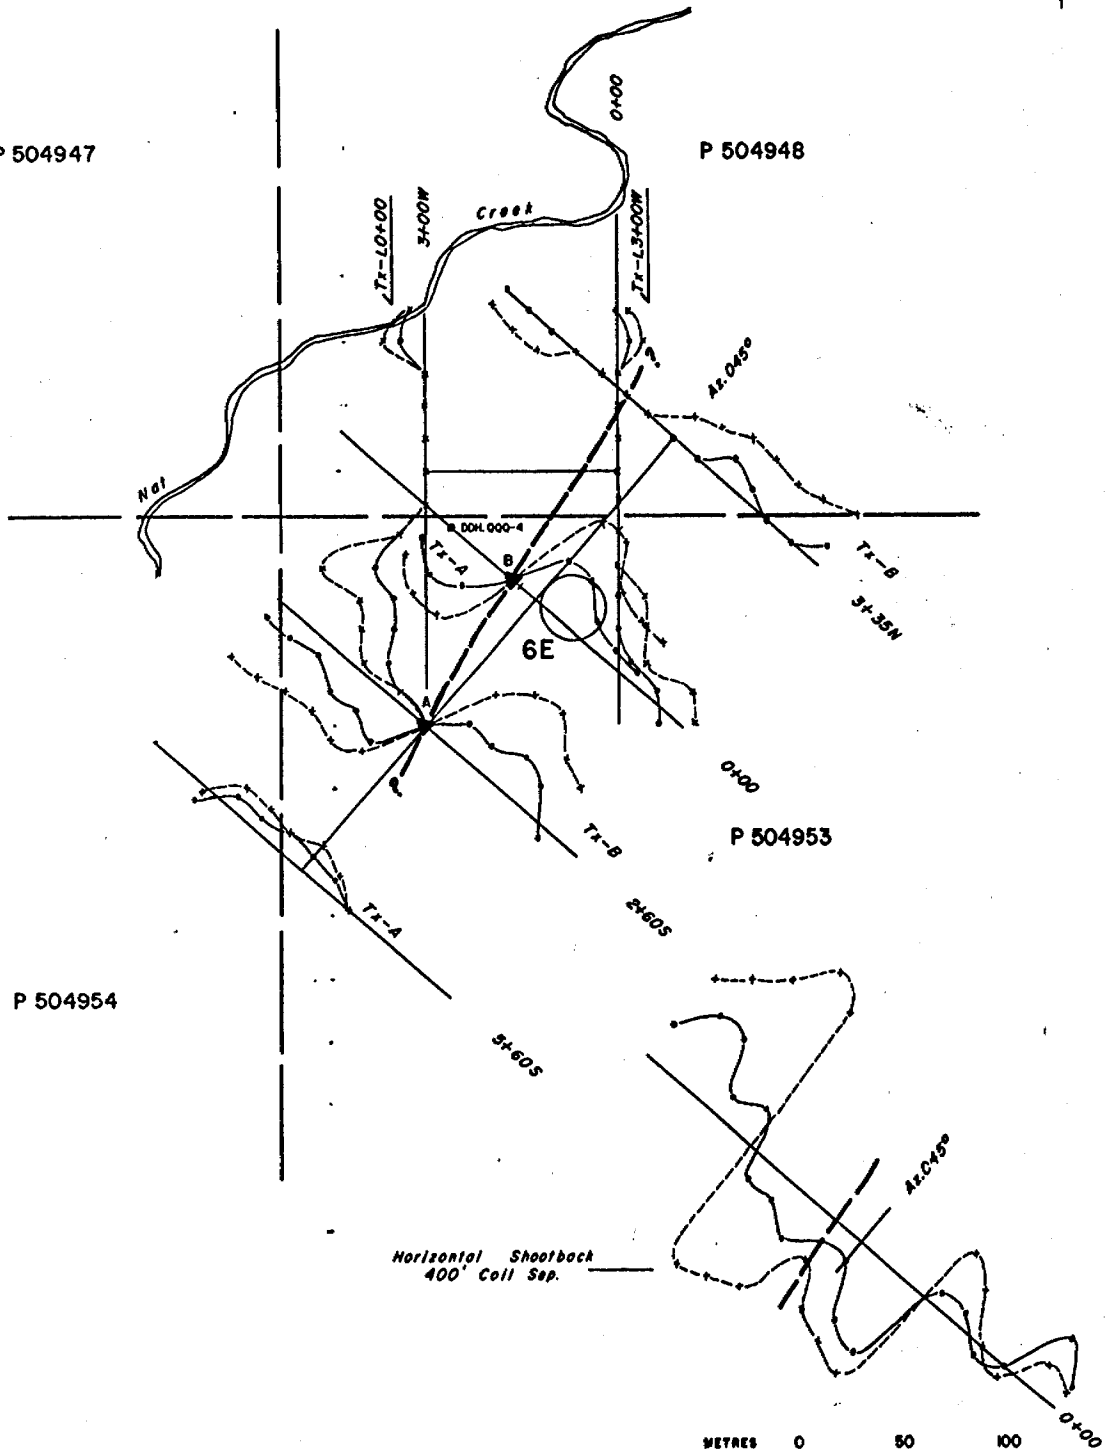 P 504947
P 504948
0+00
Tx-L0+00
3+00W
Creek
Tx-L3+00W
?
Az.045°
Nat
DDH.QQQ-4
Tx-A
B
Tx-B
3+35N
6E
A
?
0+00
Tx-B
P 504953
2+60S
Tx-A
P 504954
5+60S
Az.045°
Horizontal Shootback
400' Coil Sep.
0+00
METRES 0 50 100